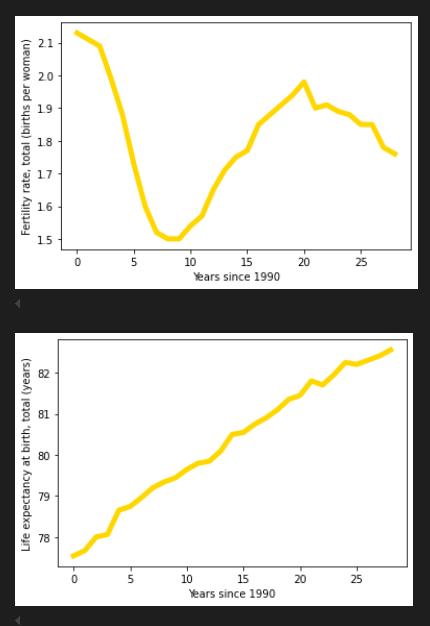 Fertility rate, total (births per woman)
2.1
2.0
1.9
1.8
1.7
1.6
1.5
0 5 10 15 20 25
Years since 1990
Life expectancy at birth, total (years)
82
81
80
79
78
0 5 10 15 20 25
Years since 1990